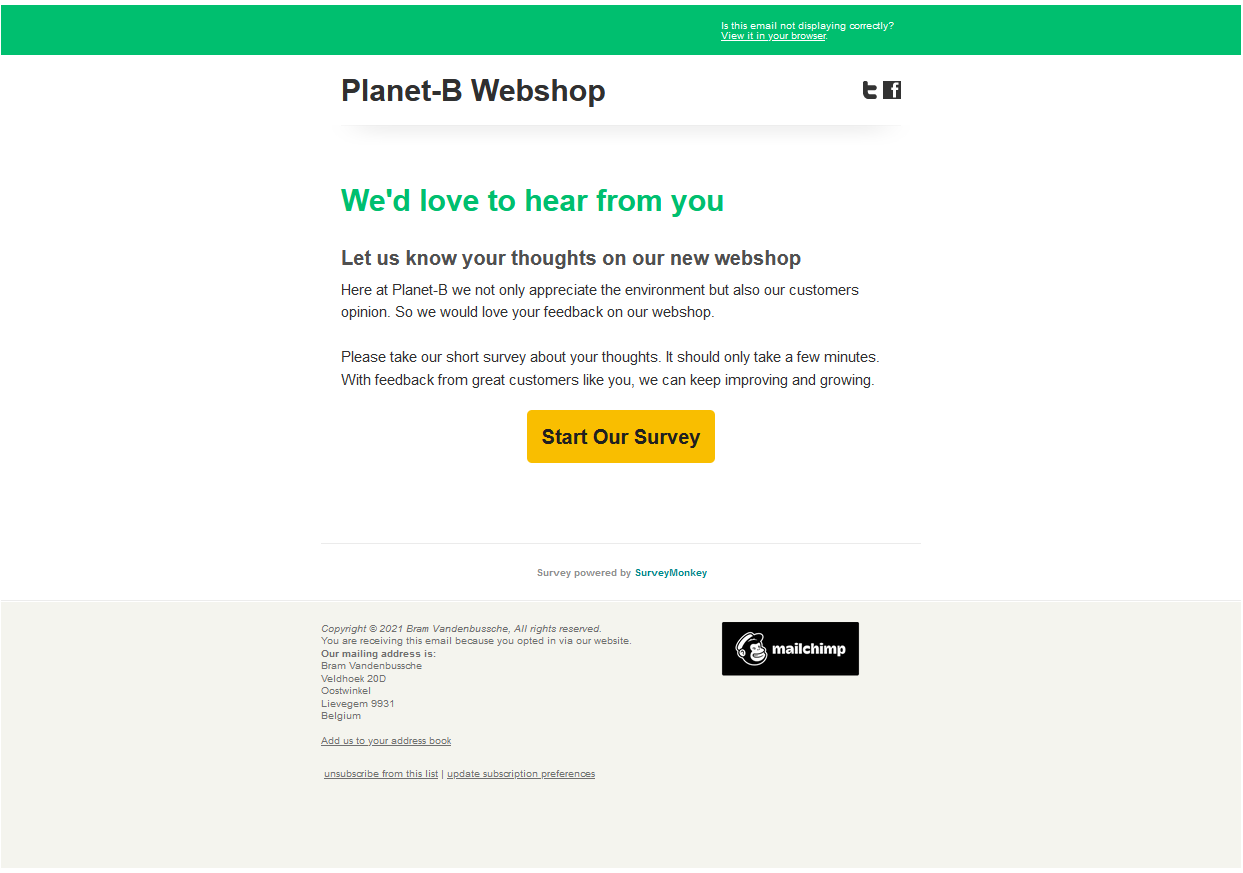 Is this email not displaying correctly?
View it in your browser.
Planet-B Webshop
We'd love to hear from you
Let us know your thoughts on our new webshop
Here at Planet-B we not only appreciate the environment but also our customers
opinion. So we would love your feedback on our webshop.
Please take our short survey about your thoughts. It should only take a few minutes.
With feedback from great customers like you, we can keep improving and growing.
Start Our Survey
Survey powered by SurveyMonkey
Copyright © 2021 Bram Vandenbussche, All rights reserved.
You are receiving this email because you opted in via our website.
Our mailing address is:
Bram Vandenbussche
Veldhoek 20D
Oostwinkel
Lievegem 9931
Belgium
Add us to your address book
unsubscribe from this list | update subscription preferences
mailchimp